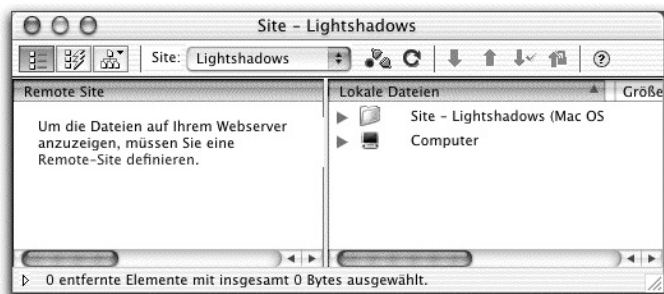 Site – Lightshadows
Site: Lightshadows
Remote Site
Um die Dateien auf Ihrem Webserver
anzuzeigen, müssen Sie eine
Remote-Site definieren.
Lokale Dateien Größe
Site – Lightshadows (Mac OS
Computer
0 entfernte Elemente mit insgesamt 0 Bytes ausgewählt.